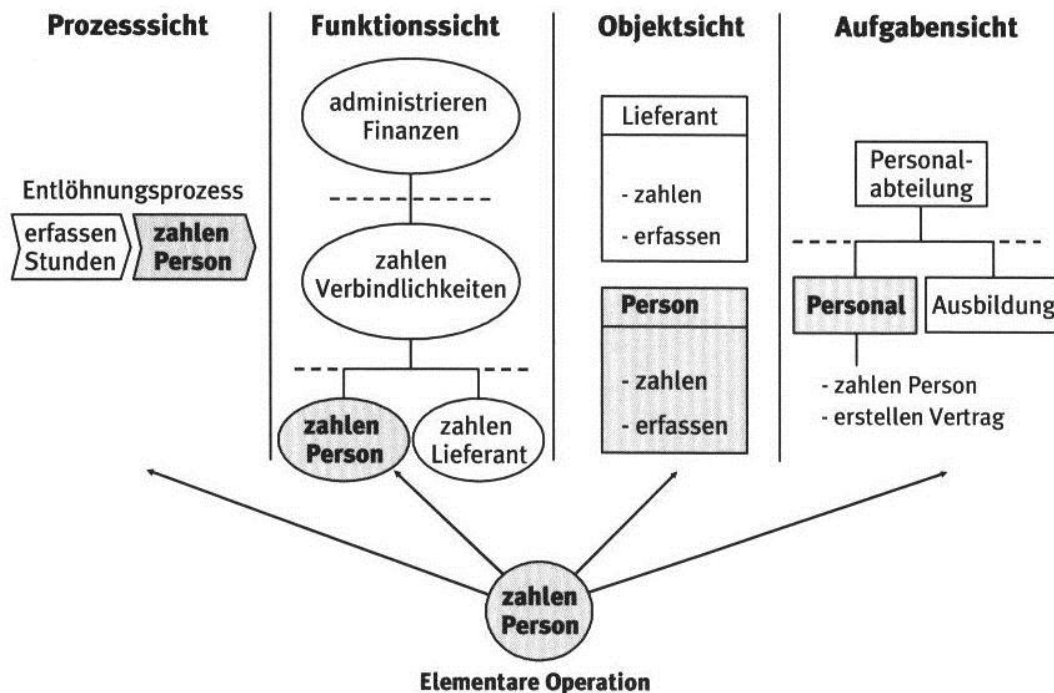 Prozesssicht
Funktionssicht
Objektsicht
Aufgabensicht
Entlöhnungsprozess
erfassen
Stunden
zahlen
Person
administrieren
Finanzen
zahlen
Verbindlichkeiten
zahlen
Person
zahlen
Lieferant
Lieferant
- zahlen
- erfassen
Person
- zahlen
- erfassen
Personal-
abteilung
Personal
Ausbildung
- zahlen Person
- erstellen Vertrag
zahlen
Person
Elementare Operation